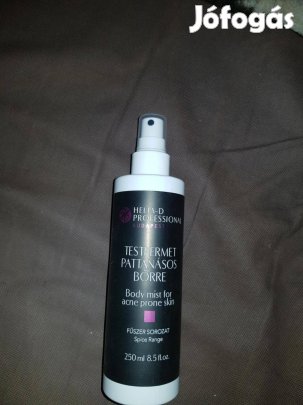 Jófogás
HELIA-D
PROFESSIONAL
BUDAPEST
TESTPERMET
PATTANÁSOS
BŐRRE
Body mist for
acne prone skin
FŰSZER SOROZAT
Spice Range
250 ml 8.5 fl.oz.